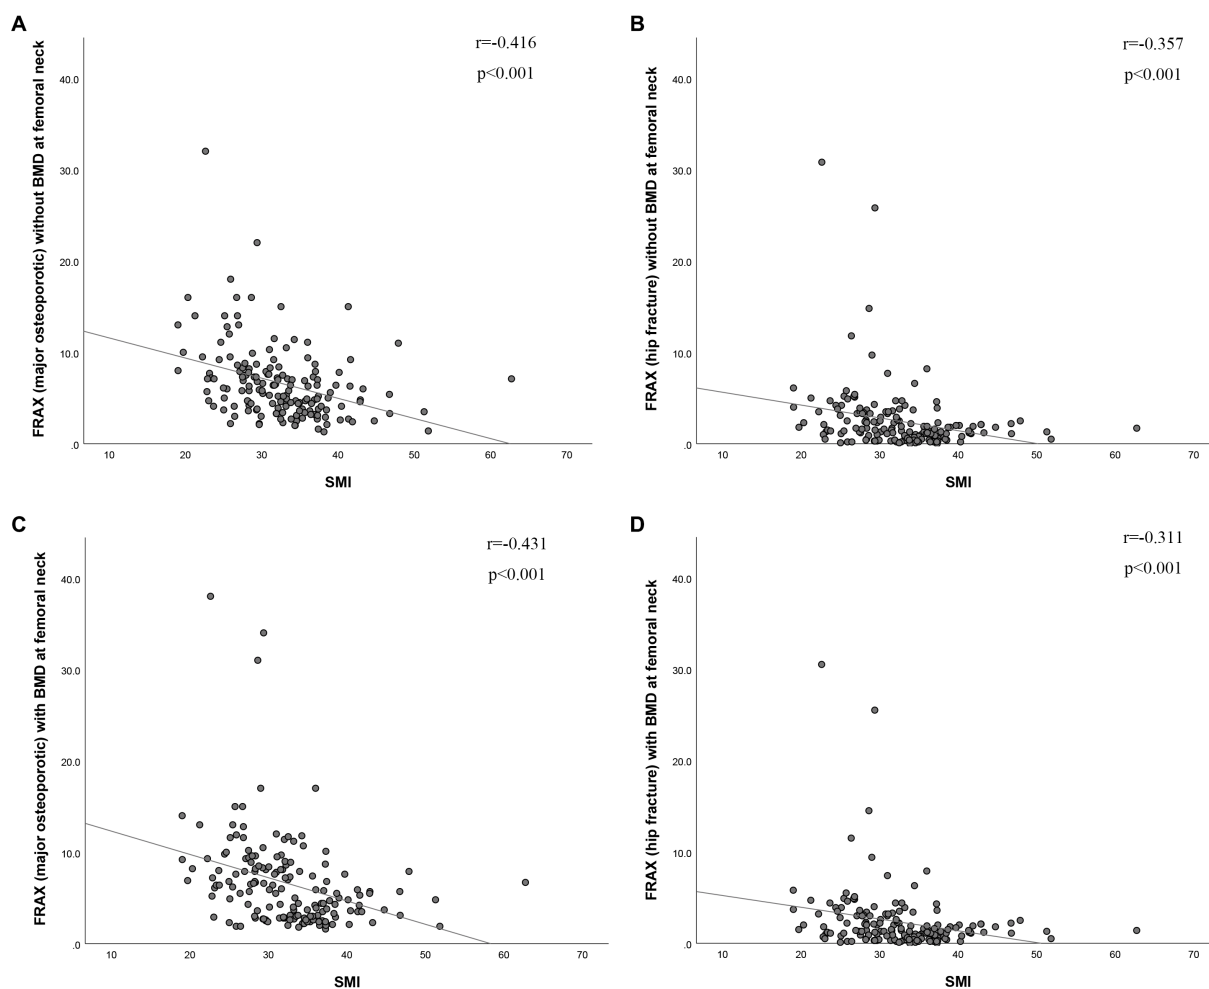 A
r=-0.416
p<0.001
FRAX (major osteoporotic) without BMD at femoral neck
40.0
30.0
20.0
10.0
.0
10 20 30 40 50 60 70
SMI
B
r=-0.357
p<0.001
FRAX (hip fracture) without BMD at femoral neck
40.0
30.0
20.0
10.0
.0
10 20 30 40 50 60 70
SMI
C
r=-0.431
p<0.001
FRAX (major osteoporotic) with BMD at femoral neck
40.0
30.0
20.0
10.0
.0
10 20 30 40 50 60 70
SMI
D
r=-0.311
p<0.001
FRAX (hip fracture) with BMD at femoral neck
40.0
30.0
20.0
10.0
.0
10 20 30 40 50 60 70
SMI